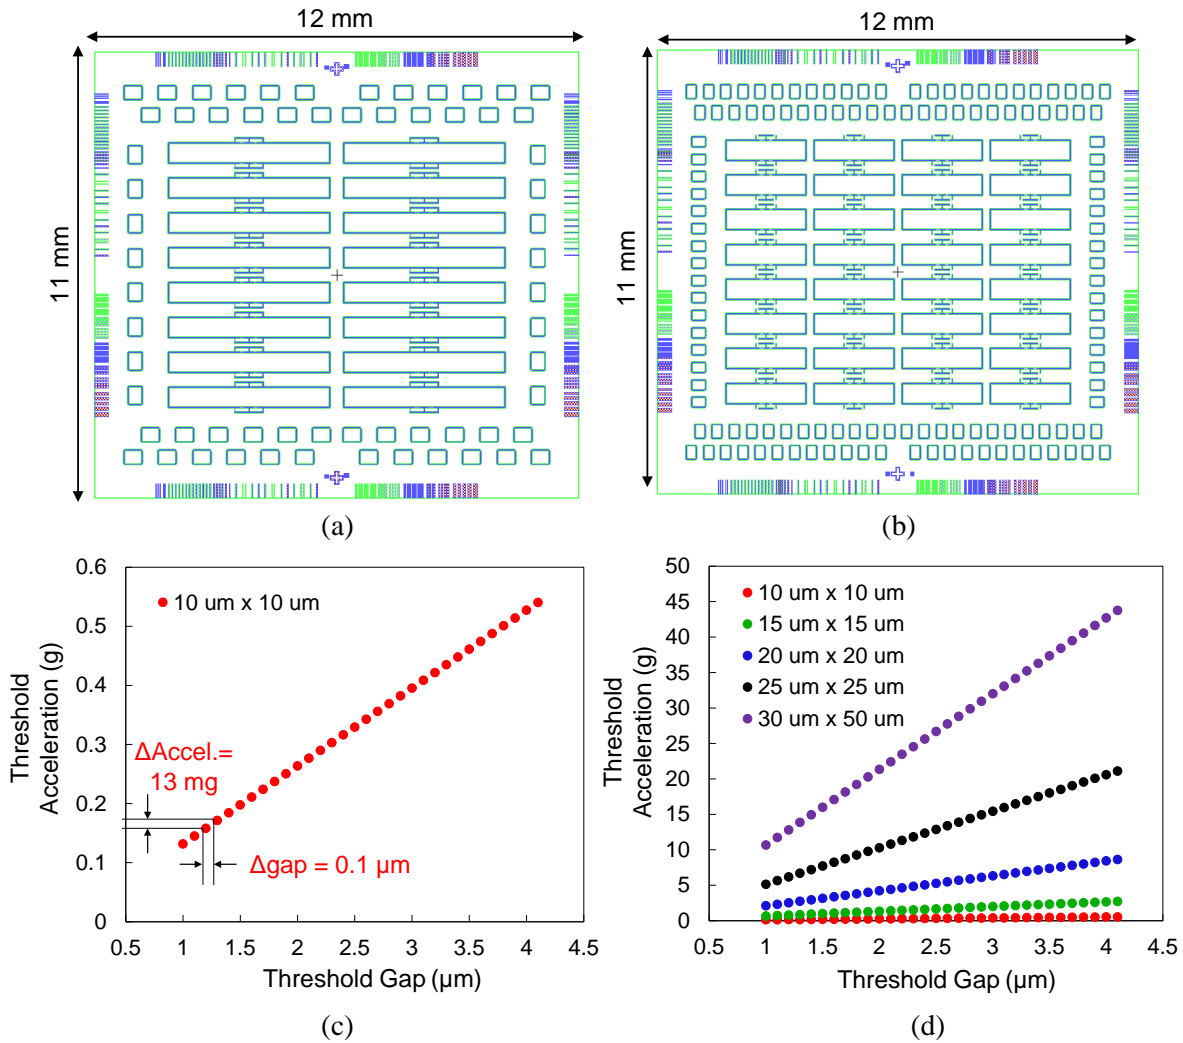 12 mm
12 mm
11 mm
11 mm
(a)
(b)
0.6
0.5
0.4
0.3
0.2
0.1
0
Threshold
Acceleration (g)
10 um x 10 um
ΔAccel.=
13 mg
Δgap = 0.1 µm
0.5 1 1.5 2 2.5 3 3.5 4 4.5
Threshold Gap (µm)
(c)
50
45
40
35
30
25
20
15
10
5
0
Threshold
Acceleration (g)
10 um x 10 um
15 um x 15 um
20 um x 20 um
25 um x 25 um
30 um x 50 um
0.5 1 1.5 2 2.5 3 3.5 4 4.5
Threshold Gap (µm)
(d)